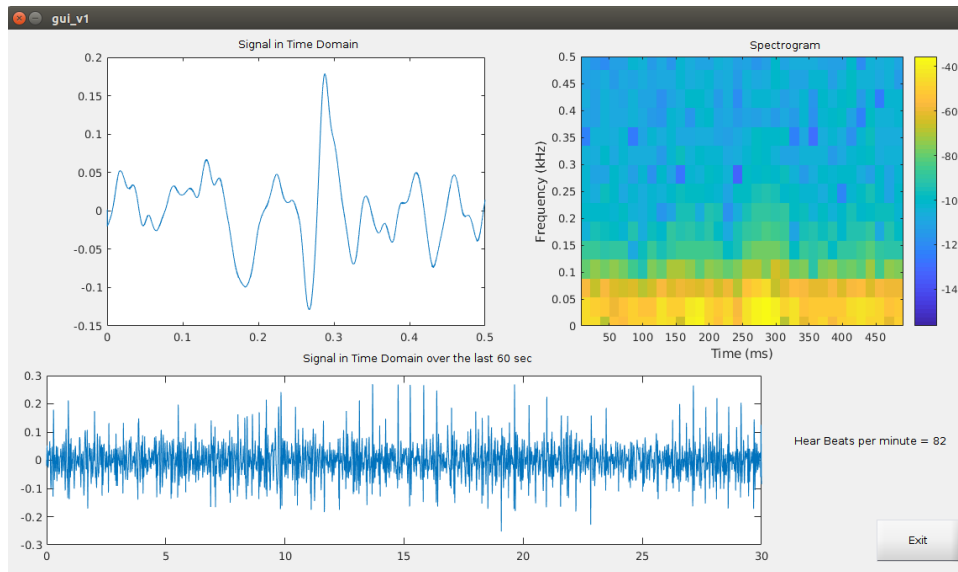 gui_v1
Signal in Time Domain
0.2
0.15
0.1
0.05
0
-0.05
-0.1
-0.15
0 0.1 0.2 0.3 0.4 0.5
Spectrogram
Frequency (kHz)
0.5
0.45
0.4
0.35
0.3
0.25
0.2
0.15
0.1
0.05
0
50 100 150 200 250 300 350 400 450
Time (ms)
-40
-60
-80
-10
-12
-14
Signal in Time Domain over the last 60 sec
0.3
0.2
0.1
0
-0.1
-0.2
-0.3
0 5 10 15 20 25 30
Hear Beats per minute = 82
Exit